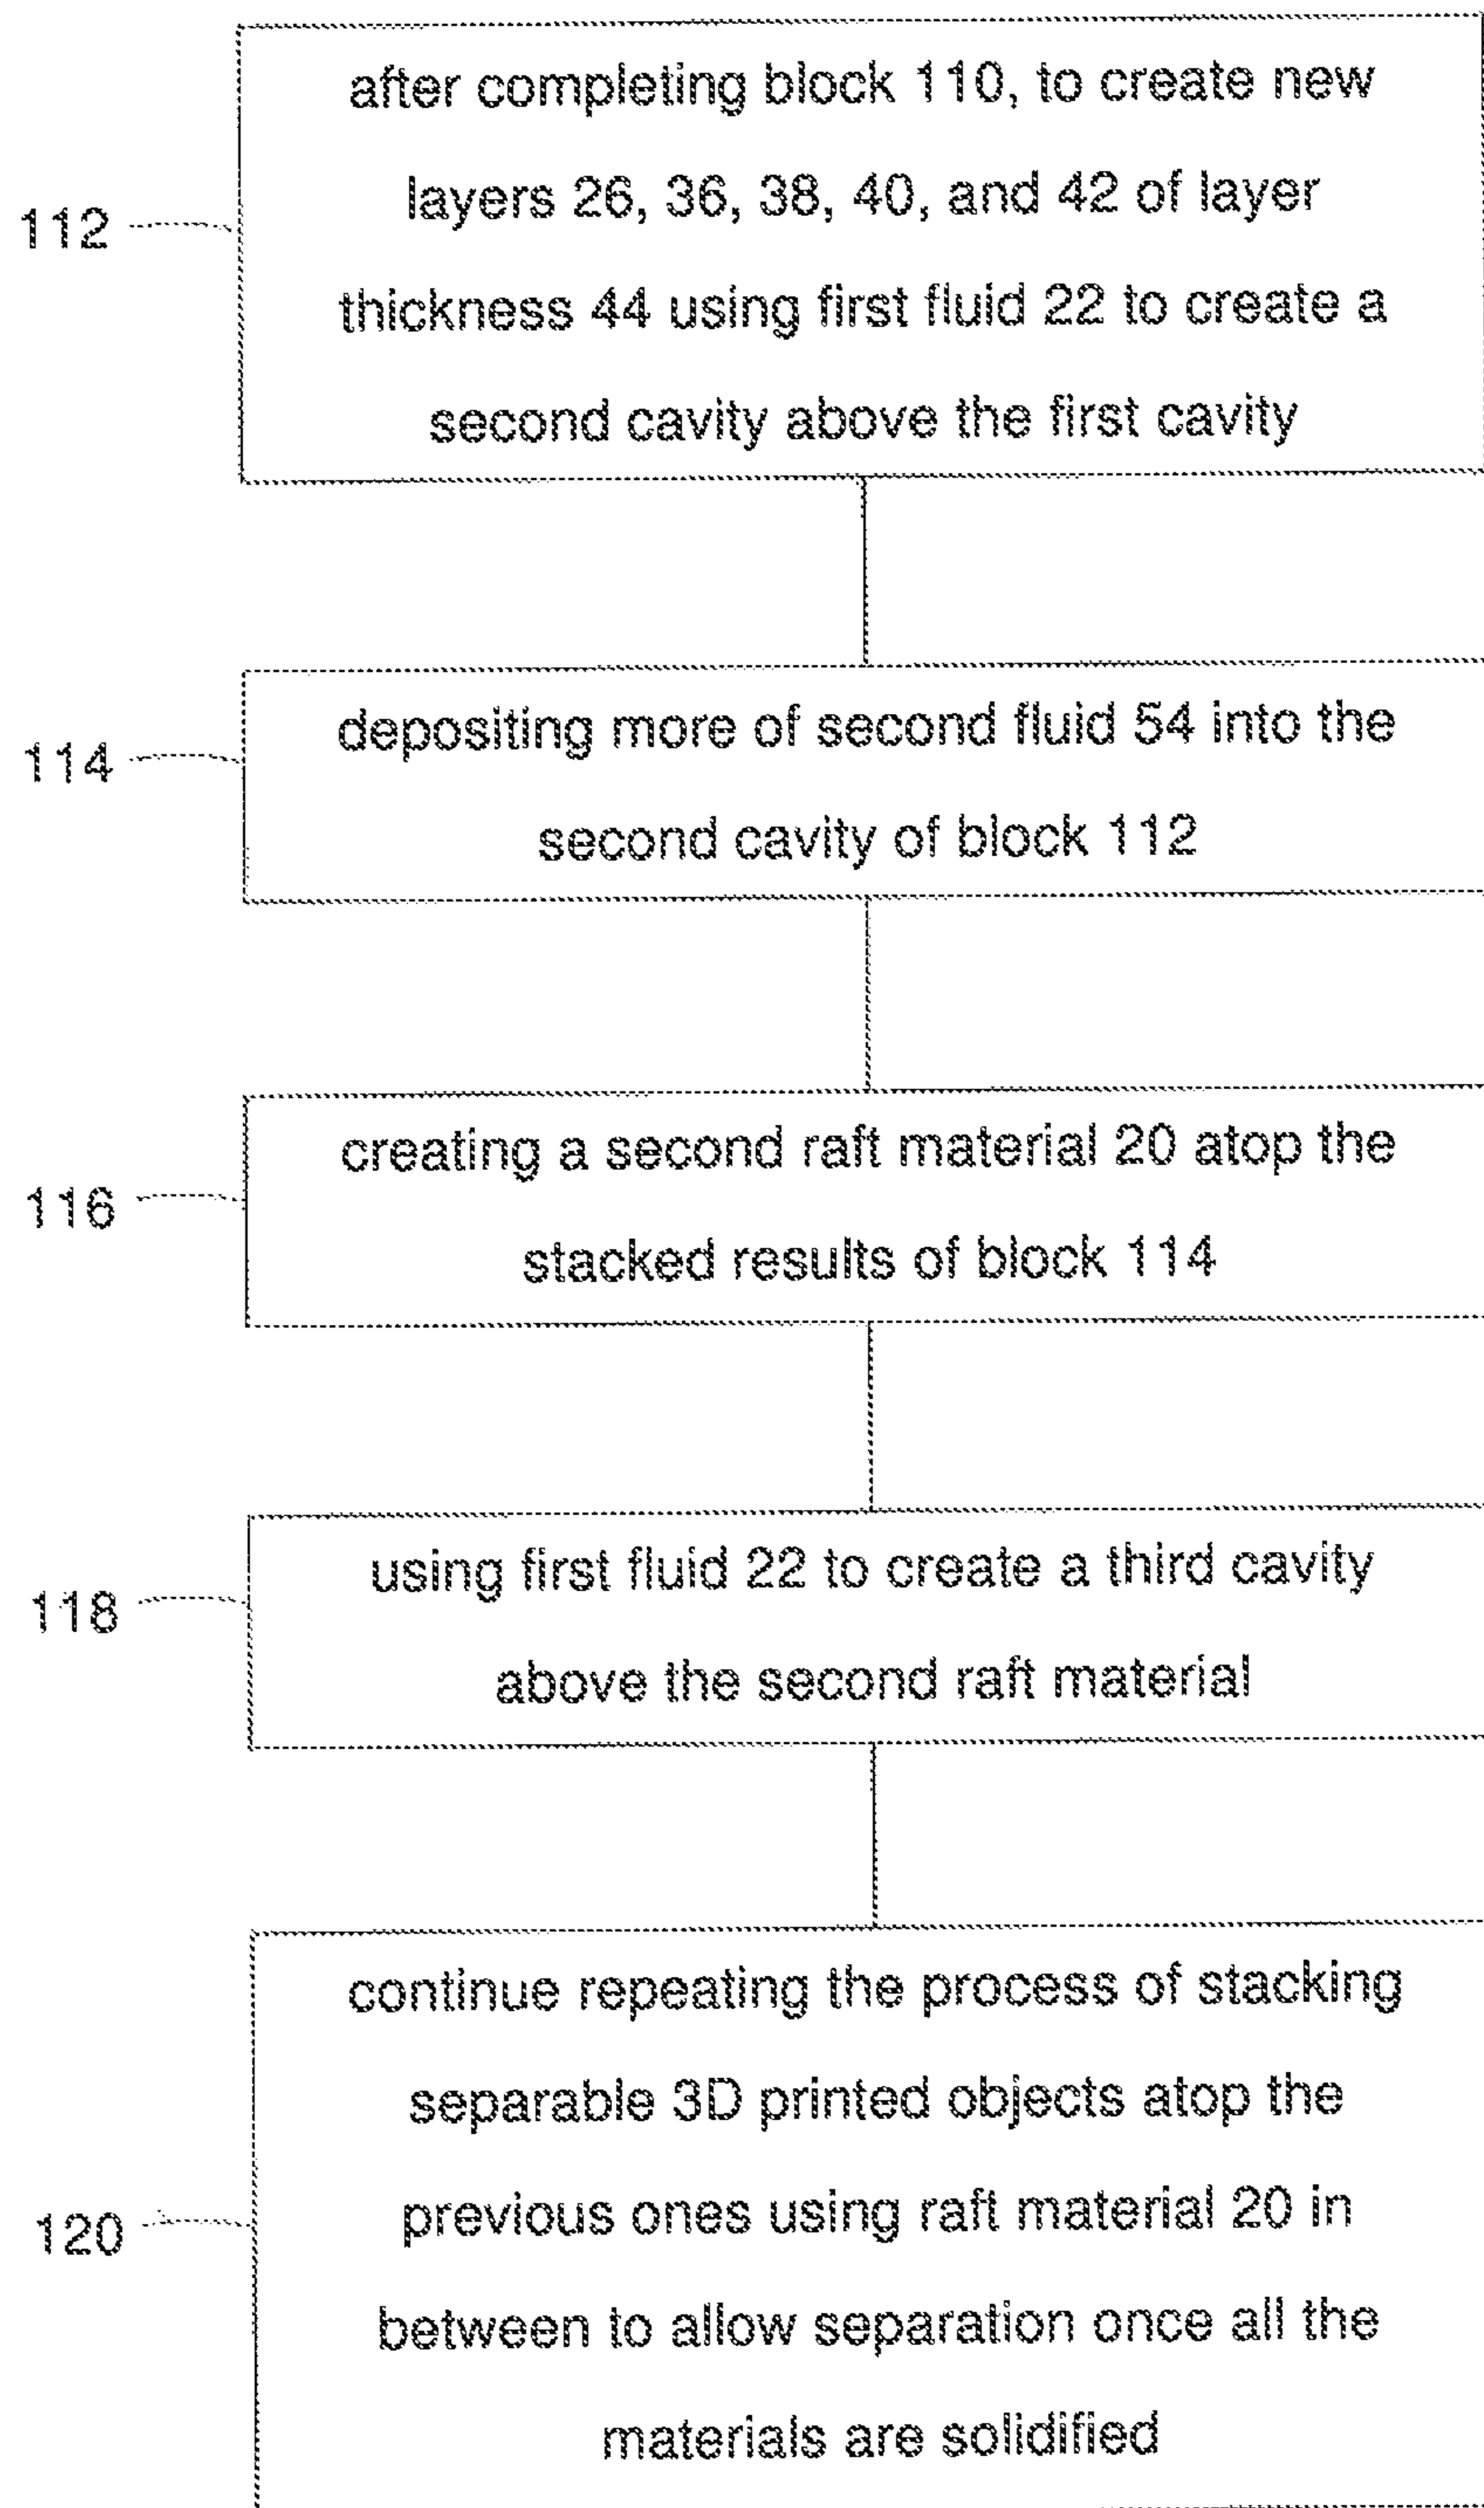 112
after completing block 110, to create new
layers 26, 36, 38, 40, and 42 of layer
thickness 44 using first fluid 22 to create a
second cavity above the first cavity
114
depositing more of second fluid 54 into the
second cavity of block 112
116
creating a second raft material 20 atop the
stacked results of block 114
118
using first fluid 22 to create a third cavity
above the second raft material
120
continue repeating the process of stacking
separable 3D printed objects atop the
previous ones using raft material 20 in
between to allow separation once all the
materials are solidified